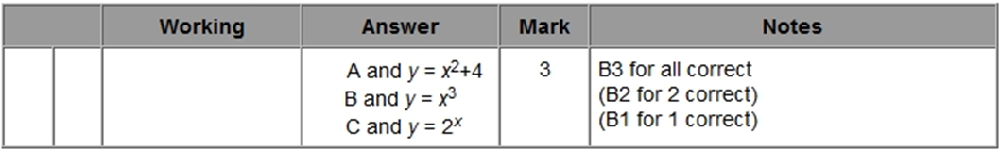 Working Answer Mark Notes
A and y = x²+4 3 B3 for all correct
B and y = x³ (B2 for 2 correct)
C and y = 2ˣ (B1 for 1 correct)